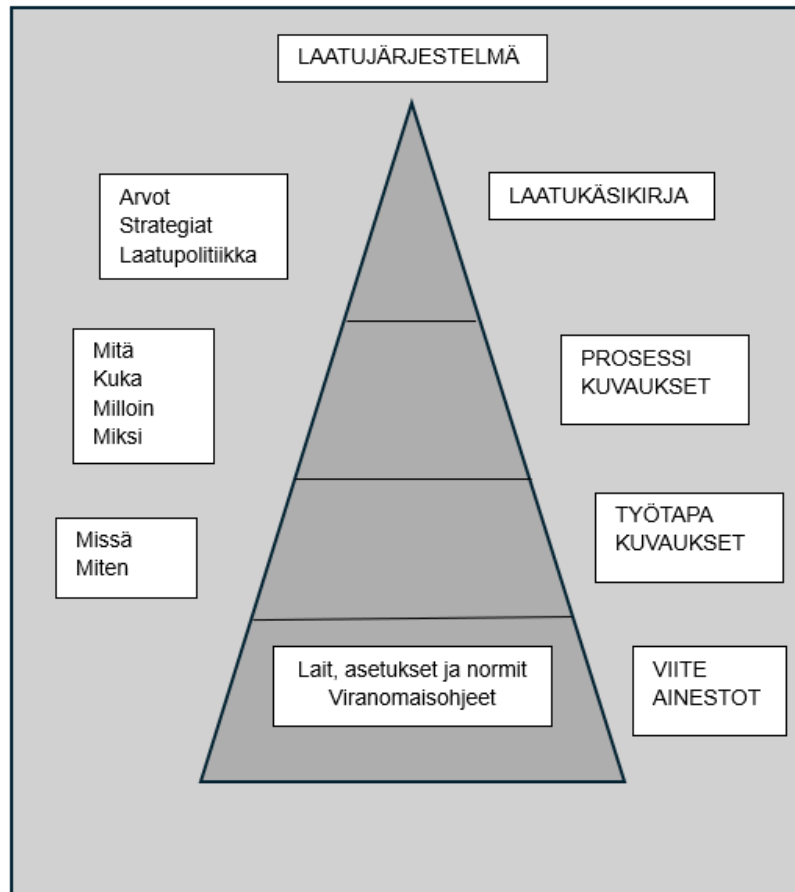 LAATUJÄRJESTELMÄ
Arvot
Strategiat
Laatupolitiikka
LAATUKÄSIKIRJA
Mitä
Kuka
Milloin
Miksi
PROSESSI
KUVAUKSET
Missä
Miten
TYÖTAPA
KUVAUKSET
Lait, asetukset ja normit
Viranomaisohjeet
VIITE
AINESTOT